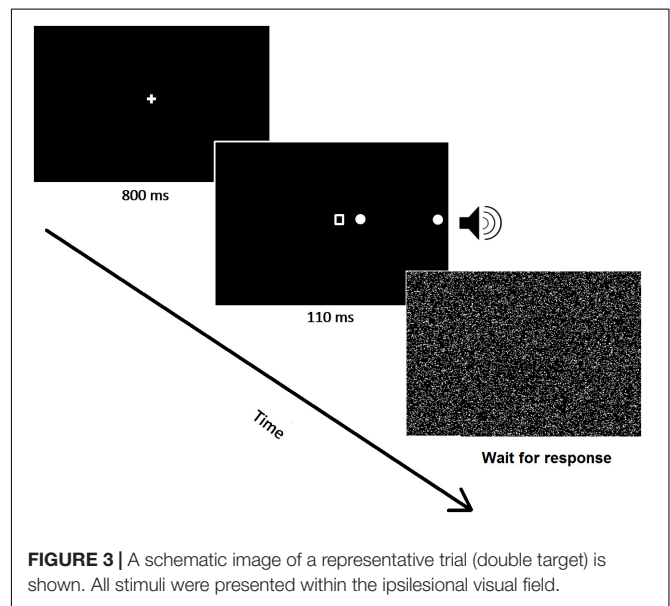 800 ms
110 ms
Time
Wait for response
FIGURE 3 | A schematic image of a representative trial (double target) is
shown. All stimuli were presented within the ipsilesional visual field.